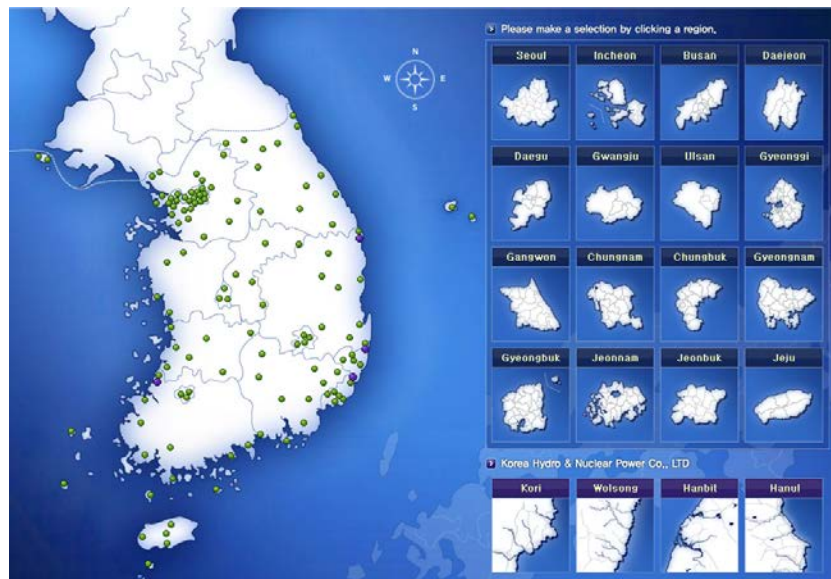 Please make a selection by clicking a region.
N
W E
S
Seoul Incheon Busan Daejeon
Daegu Gwangju Ulsan Gyeonggi
Gangwon Chungnam Chungbuk Gyeongnam
Gyeongbuk Jeonnam Jeonbuk Jeju
Korea Hydro & Nuclear Power Co., LTD
Kori Wolsong Hanbit Hanul